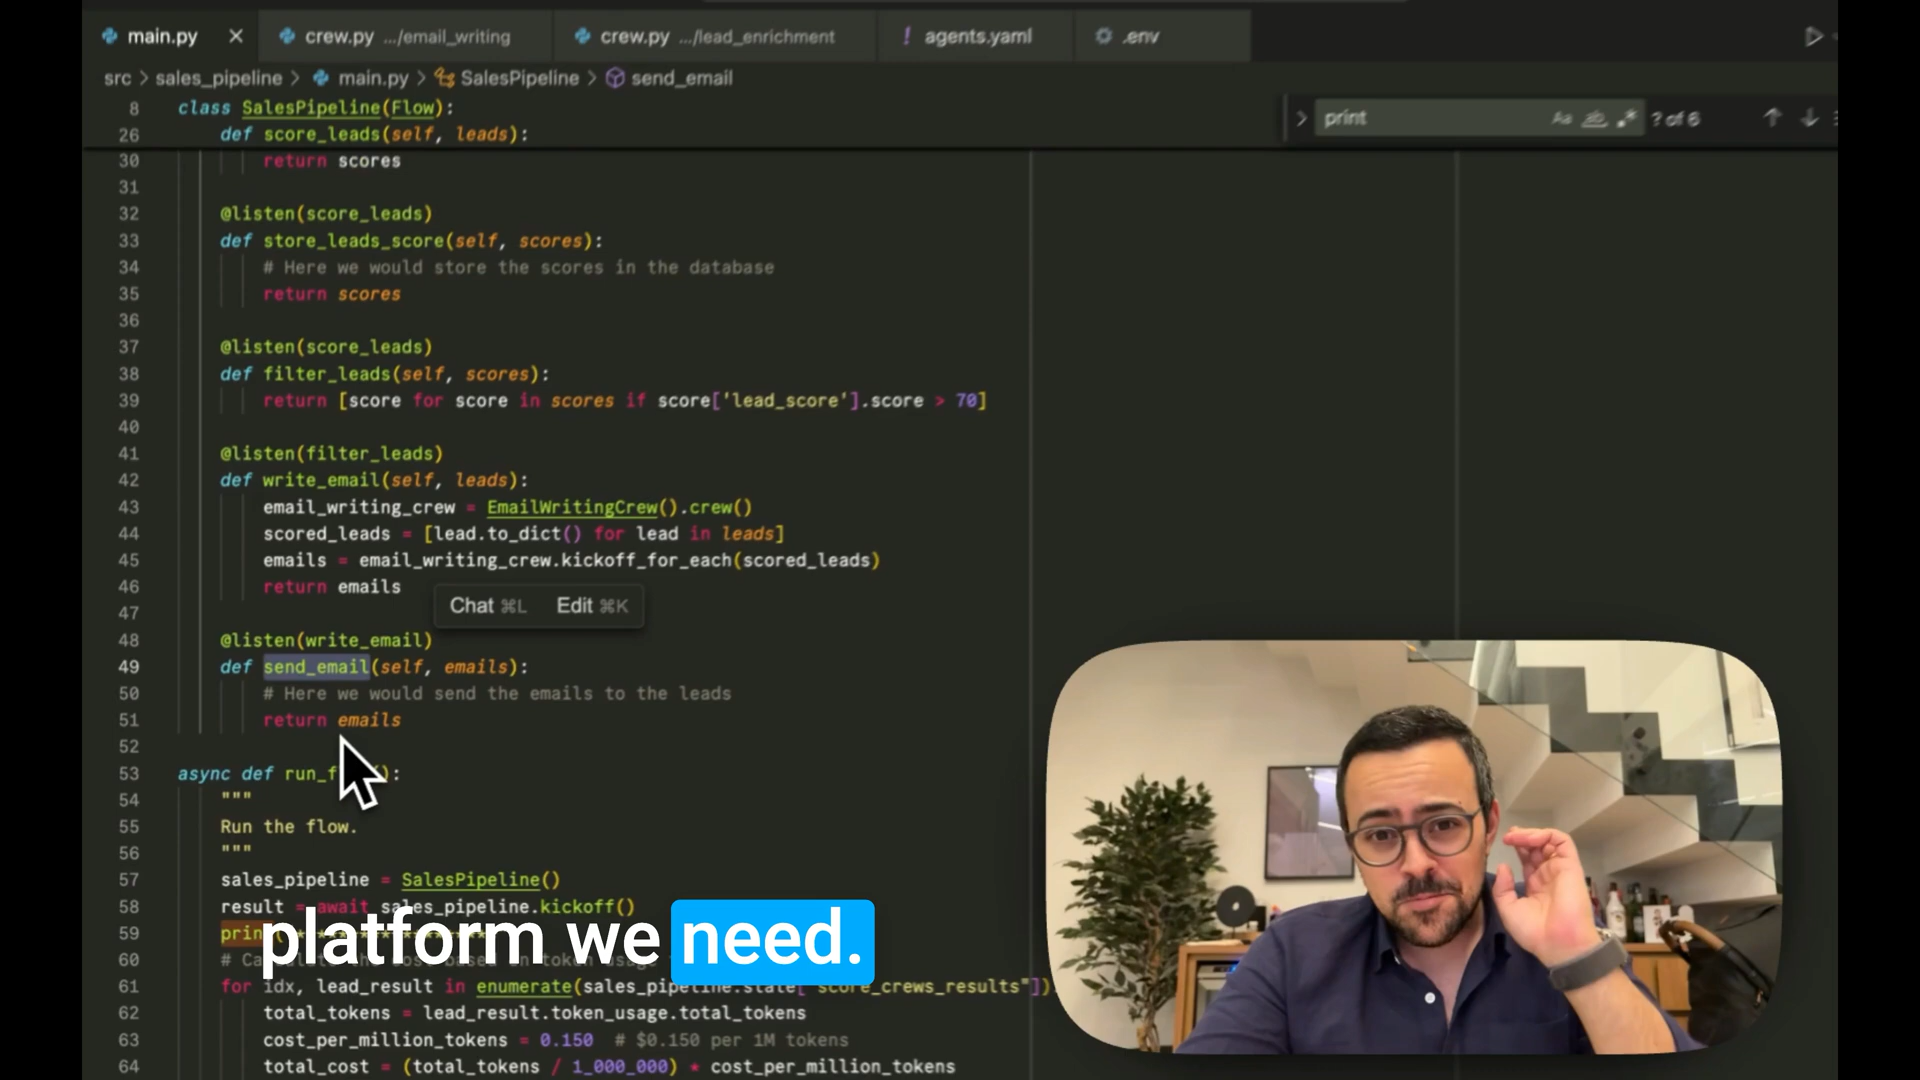 main.py
crew.py .../email_writing
crew.py .../lead_enrichment
! agents.yaml
.env
src > sales_pipeline > main.py > SalesPipeline > send_email
print
Aa ab .* ? of 6
8 class SalesPipeline(Flow):
26 def score_leads(self, leads):
30 return scores
31
32 @listen(score_leads)
33 def store_leads_score(self, scores):
34 # Here we would store the scores in the database
35 return scores
36
37 @listen(score_leads)
38 def filter_leads(self, scores):
39 return [score for score in scores if score['lead_score'].score > 70]
40
41 @listen(filter_leads)
42 def write_email(self, leads):
43 email_writing_crew = EmailWritingCrew().crew()
44 scored_leads = [lead.to_dict() for lead in leads]
45 emails = email_writing_crew.kickoff_for_each(scored_leads)
46 return emails
Chat ⌘L Edit ⌘K
47
48 @listen(write_email)
49 def send_email(self, emails):
50 # Here we would send the emails to the leads
51 return emails
52
53 async def run_f():
54 """
55 Run the flow.
56 """
57 sales_pipeline = SalesPipeline()
58 result = await sales_pipeline.kickoff()
59 prin
60 #
61 for idx, lead_result in enumerate(sales_pipeline.state["score_crews_results"])
62 total_tokens = lead_result.token_usage.total_tokens
63 cost_per_million_tokens = 0.150 # $0.150 per 1M tokens
64 total_cost = (total_tokens / 1_000_000) * cost_per_million_tokens
platform we need.